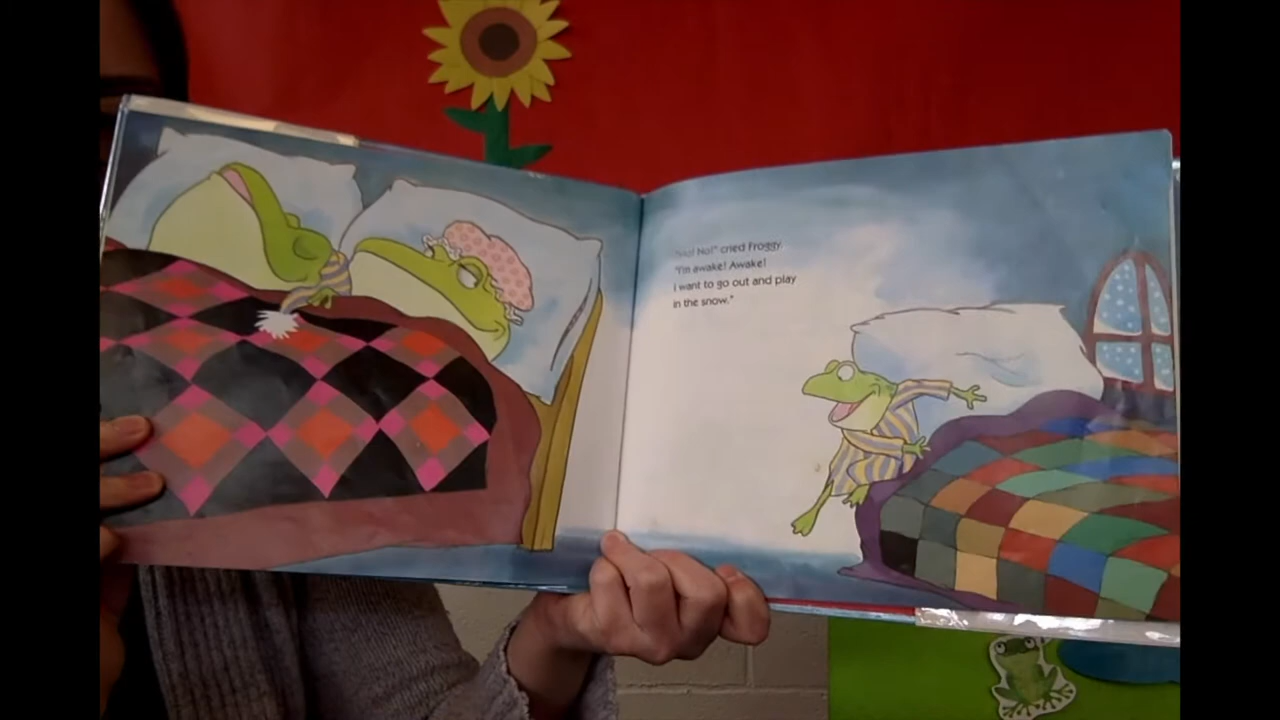 "No! No!" cried Froggy.
"I'm awake! Awake!
I want to go out and play
in the snow."